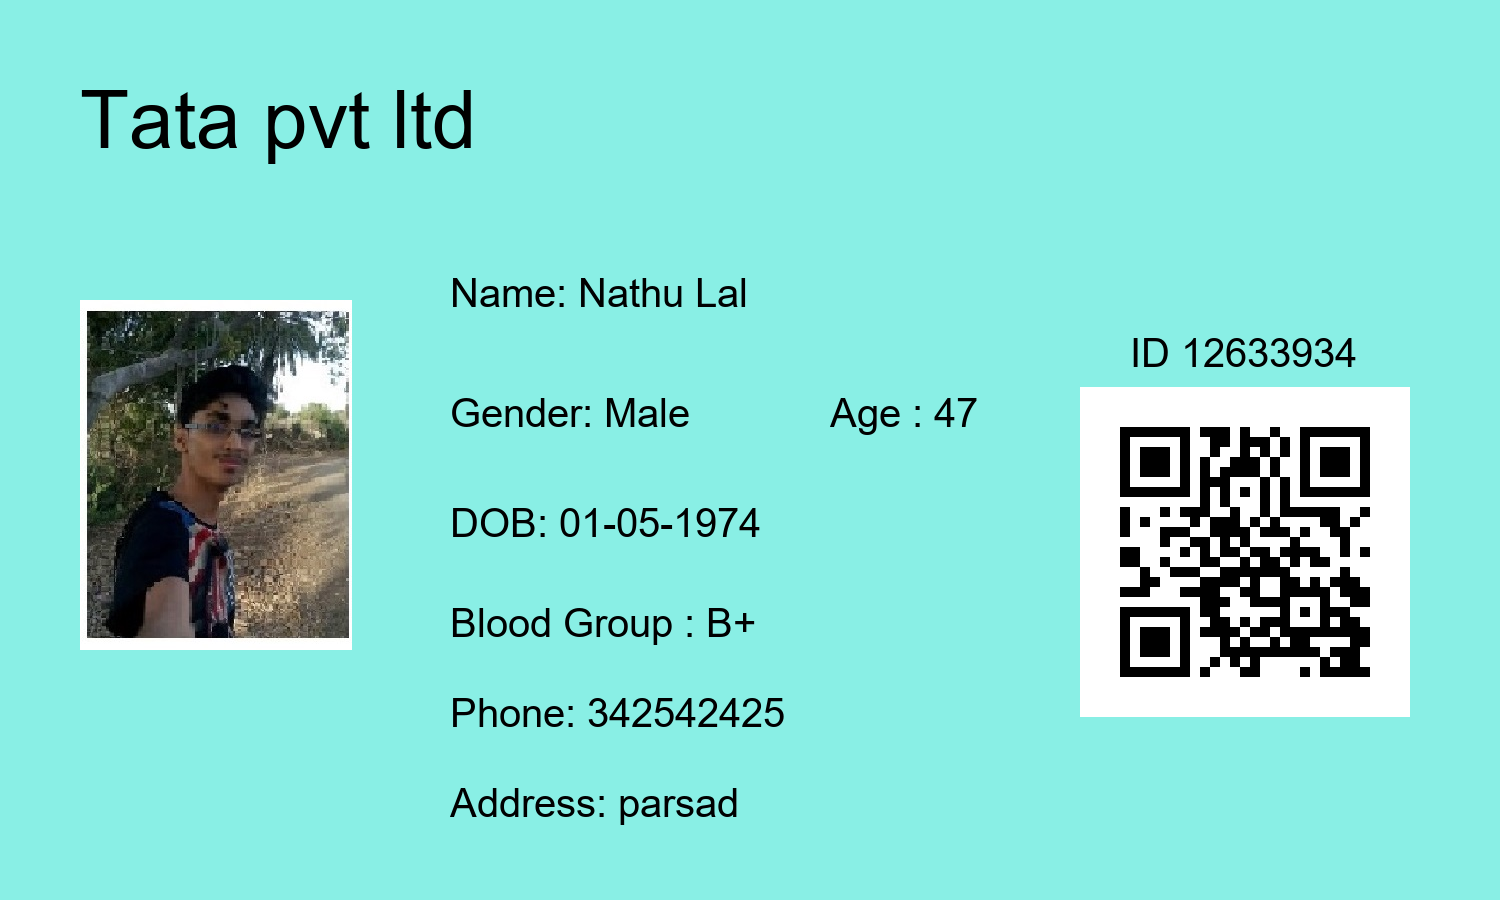 Tata pvt ltd
Name: Nathu Lal
ID 12633934
Gender: Male Age : 47
DOB: 01-05-1974
Blood Group : B+
Phone: 342542425
Address: parsad